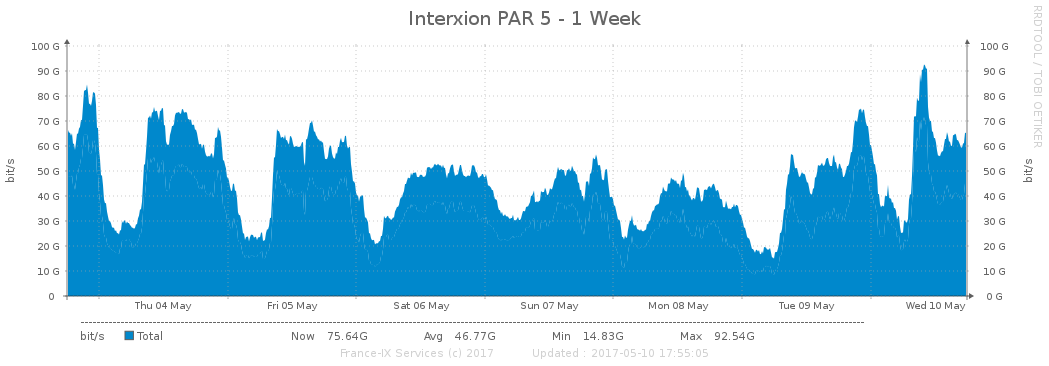 Interxion PAR 5 - 1 Week
RRDTOOL / TOBI OETIKER
100 G 100 G
90 G 90 G
80 G 80 G
70 G 70 G
60 G 60 G
50 G 50 G
40 G 40 G
30 G 30 G
20 G 20 G
10 G 10 G
0 0 G
bit/s
bit/s
Thu 04 May Fri 05 May Sat 06 May Sun 07 May Mon 08 May Tue 09 May Wed 10 May
bit/s Total Now 75.64G Avg 46.77G Min 14.83G Max 92.54G
France-IX Services (c) 2017 Updated : 2017-05-10 17:55:05